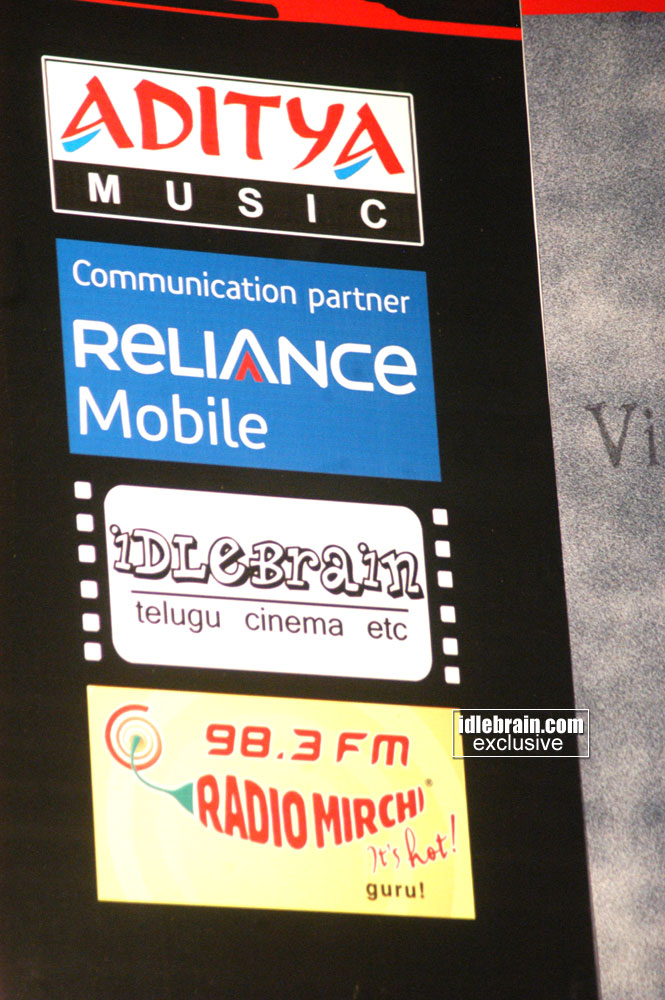 ADITYA
MUSIC
Communication partner
RELIANCE
Mobile
iDLEBrain
telugu cinema etc
98.3 FM
RADIO MIRCHI®
It's hot!
guru!
idlebrain.com
exclusive
Vi